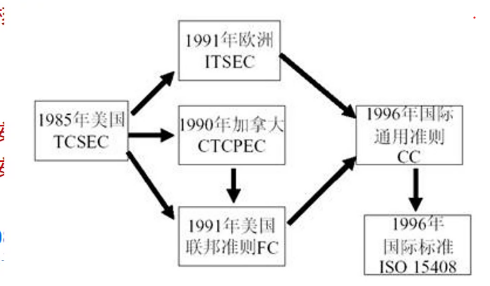 1991年欧洲
ITSEC
1985年美国
TCSEC
1990年加拿大
CTCPEC
1996年国际
通用准则
CC
1991年美国
联邦准则FC
1996年
国际标准
ISO 15408